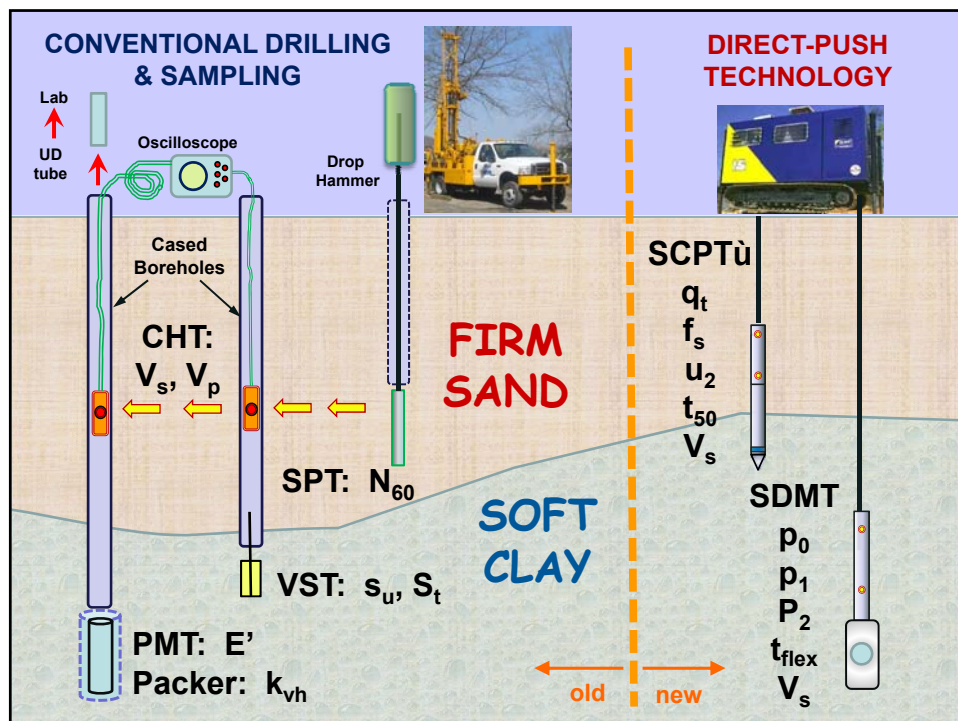 CONVENTIONAL DRILLING
& SAMPLING
DIRECT-PUSH
TECHNOLOGY
Lab
UD
tube
Oscilloscope
Drop
Hammer
Cased
Boreholes
CHT:
Vs, Vp
FIRM
SAND
SPT: N60
SOFT
CLAY
VST: su, St
PMT: E’
Packer: kvh
old
new
SCPTù
qt
fs
u2
t50
Vs
SDMT
p0
p1
P2
tflex
Vs